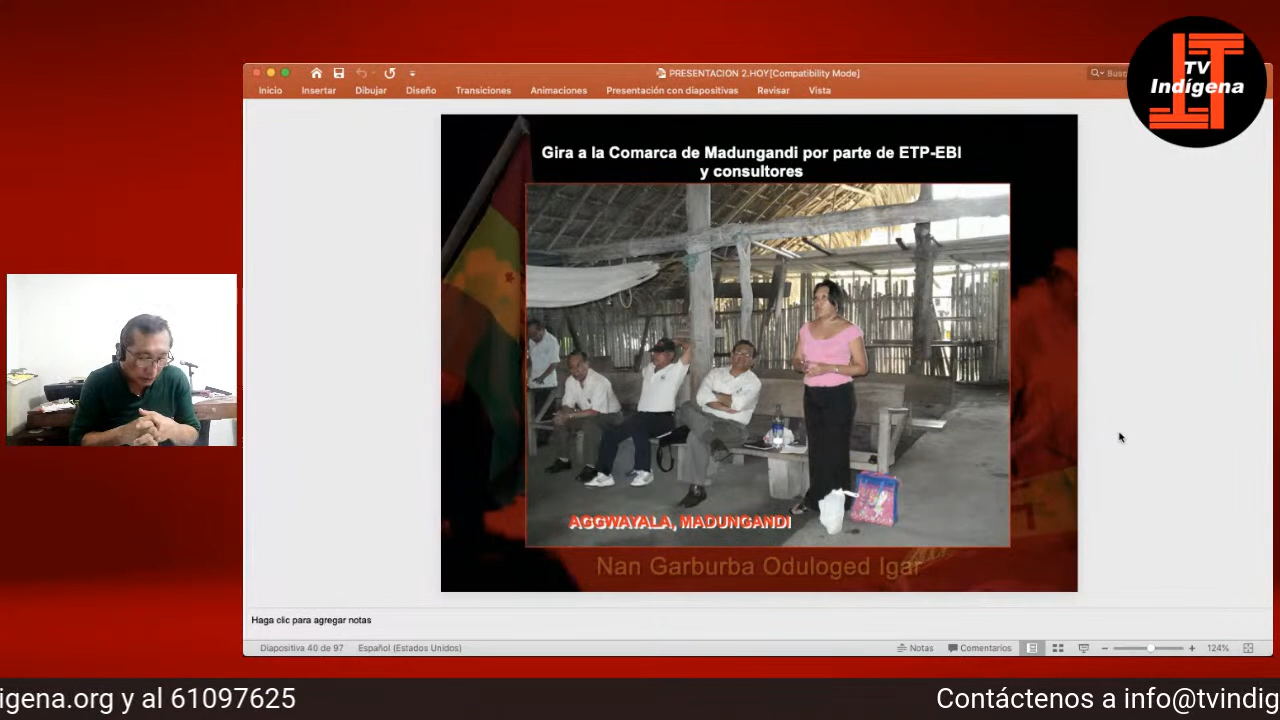 PRESENTACION 2.HOY[Compatibility Mode]
Busc
Inicio
Insertar
Dibujar
Diseño
Transiciones
Animaciones
Presentación con diapositivas
Revisar
Vista
TV
Indígena
Gira a la Comarca de Madungandi por parte de ETP-EBI
y consultores
AGGWAYALA, MADUNGANDI
Nan Garburba Oduloged Igar
Haga clic para agregar notas
Diapositiva 40 de 97
Español (Estados Unidos)
Notas
Comentarios
124%
igena.org y al 61097625
Contáctenos a info@tvindig